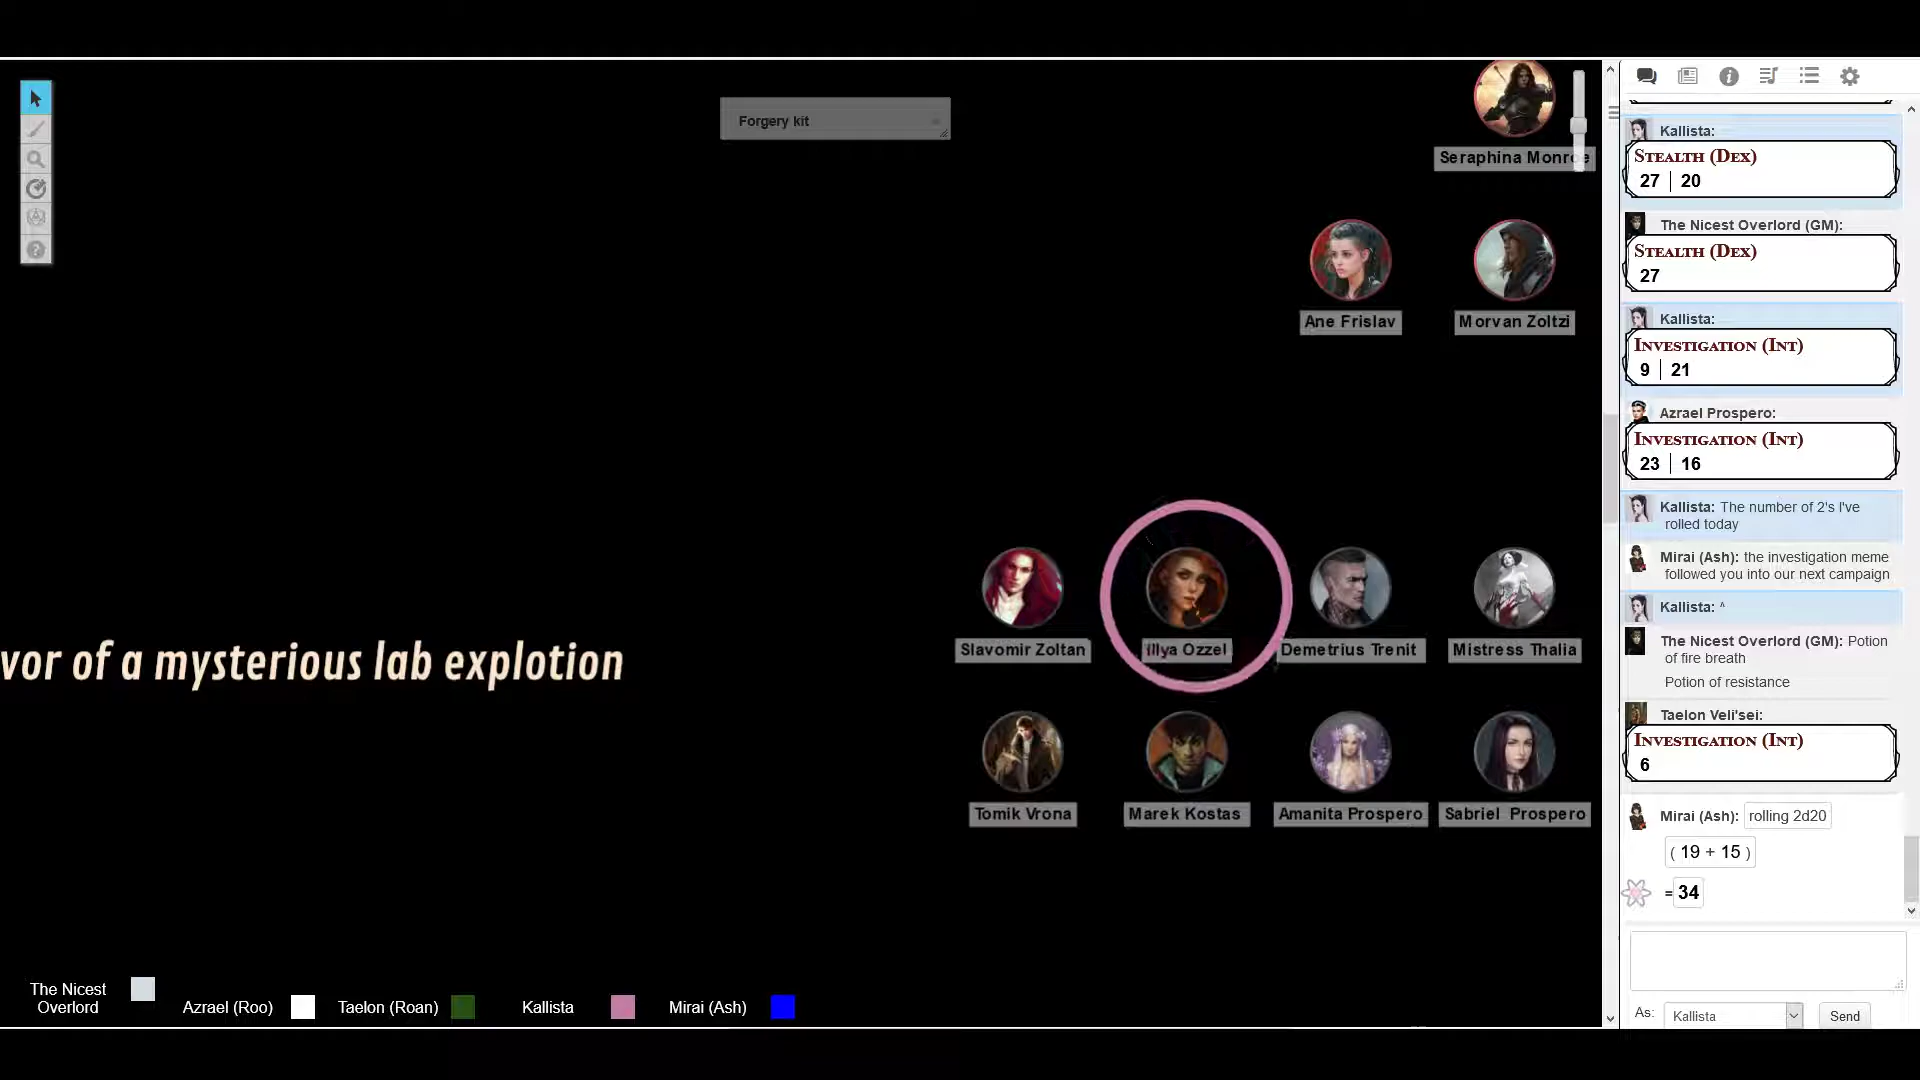 Forgery kit
Seraphina Monroe
Ane Frislav
Morvan Zoltzi
vor of a mysterious lab explotion
Slavomir Zoltan
Illya Ozzel
Demetrius Trenit
Mistress Thalia
Tomik Vrona
Marek Kostas
Amanita Prospero
Sabriel Prospero
The Nicest
Overlord
Azrael (Roo)
Taelon (Roan)
Kallista
Mirai (Ash)
Kallista:
Stealth (Dex)
27 | 20
The Nicest Overlord (GM):
Stealth (Dex)
27
Kallista:
Investigation (Int)
9 | 21
Azrael Prospero:
Investigation (Int)
23 | 16
Kallista: The number of 2's I've
rolled today
Mirai (Ash): the investigation meme
followed you into our next campaign
Kallista: ^
The Nicest Overlord (GM): Potion
of fire breath
Potion of resistance
Taelon Veli'sei:
Investigation (Int)
6
Mirai (Ash): rolling 2d20
( 19 + 15 )
= 34
As: Kallista Send